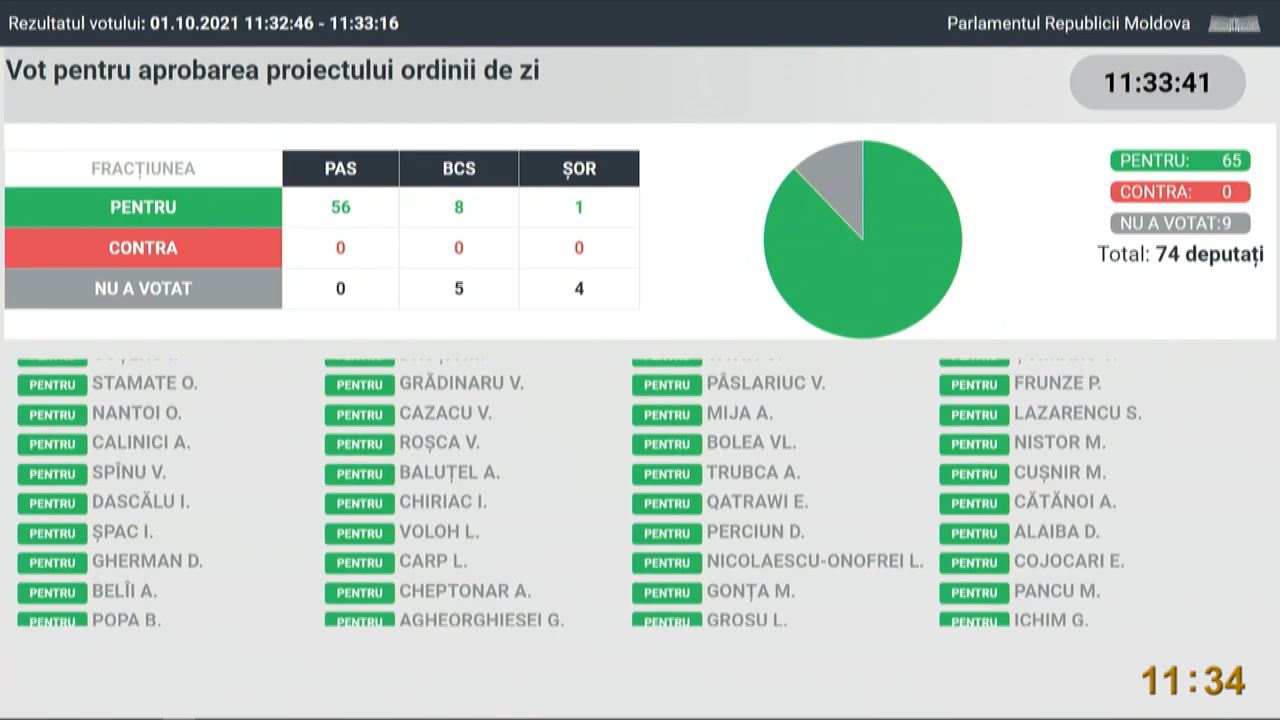 Rezultatul votului: 01.10.2021 11:32:46 - 11:33:16
Parlamentul Republicii Moldova
Vot pentru aprobarea proiectului ordinii de zi
11:33:41
FRACȚIUNEA PAS BCS ȘOR
PENTRU 56 8 1
CONTRA 0 0 0
NU A VOTAT 0 5 4
PENTRU: 65
CONTRA: 0
NU A VOTAT:9
Total: 74 deputați
PENTRU STAMATE O. PENTRU GRĂDINARU V. PENTRU PÂSLARIUC V. PENTRU FRUNZE P.
PENTRU NANTOI O. PENTRU CAZACU V. PENTRU MIJA A. PENTRU LAZARENCU S.
PENTRU CALINICI A. PENTRU ROȘCA V. PENTRU BOLEA VL. PENTRU NISTOR M.
PENTRU SPÎNU V. PENTRU BALUȚEL A. PENTRU TRUBCA A. PENTRU CUȘNIR M.
PENTRU DASCĂLU I. PENTRU CHIRIAC I. PENTRU QATRAWI E. PENTRU CĂTĂNOI A.
PENTRU ȘPAC I. PENTRU VOLOH L. PENTRU PERCIUN D. PENTRU ALAIBA D.
PENTRU GHERMAN D. PENTRU CARP L. PENTRU NICOLAESCU-ONOFREI L. PENTRU COJOCARI E.
PENTRU BELÎI A. PENTRU CHEPTONAR A. PENTRU GONȚA M. PENTRU PANCU M.
PENTRU POPA B. PENTRU AGHEORGHIESEI G. PENTRU GROSU L. PENTRU ICHIM G.
11:34